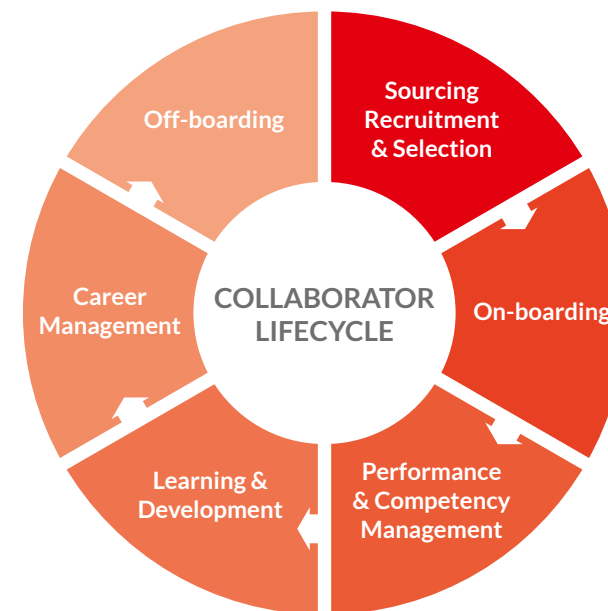 Sourcing
Recruitment
& Selection
On-boarding
Performance
& Competency
Management
Learning &
Development
Career
Management
Off-boarding
COLLABORATOR
LIFECYCLE